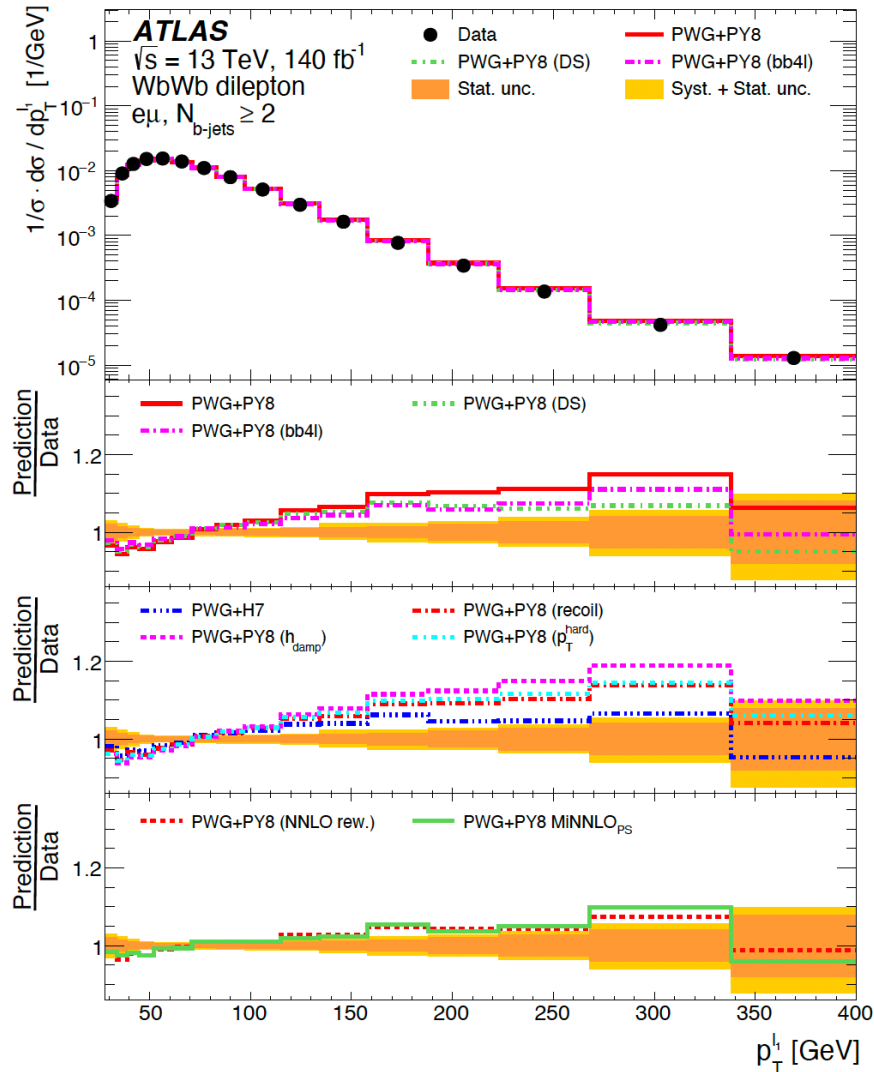 ATLAS
√s = 13 TeV, 140 fb⁻¹
WbWb dilepton
eμ, N_b-jets ≥ 2
Data
PWG+PY8
PWG+PY8 (DS)
PWG+PY8 (bb4l)
Stat. unc.
Syst. + Stat. unc.
1/σ · dσ / dp_T^l₁ [1/GeV]
1
10⁻¹
10⁻²
10⁻³
10⁻⁴
10⁻⁵
PWG+PY8
PWG+PY8 (DS)
PWG+PY8 (bb4l)
Prediction
Data
1.2
1
PWG+H7
PWG+PY8 (recoil)
PWG+PY8 (h_damp)
PWG+PY8 (p_T^hard)
Prediction
Data
1.2
1
PWG+PY8 (NNLO rew.)
PWG+PY8 MiNNLO_PS
Prediction
Data
1.2
1
50 100 150 200 250 300 350 400
p_T^l₁ [GeV]